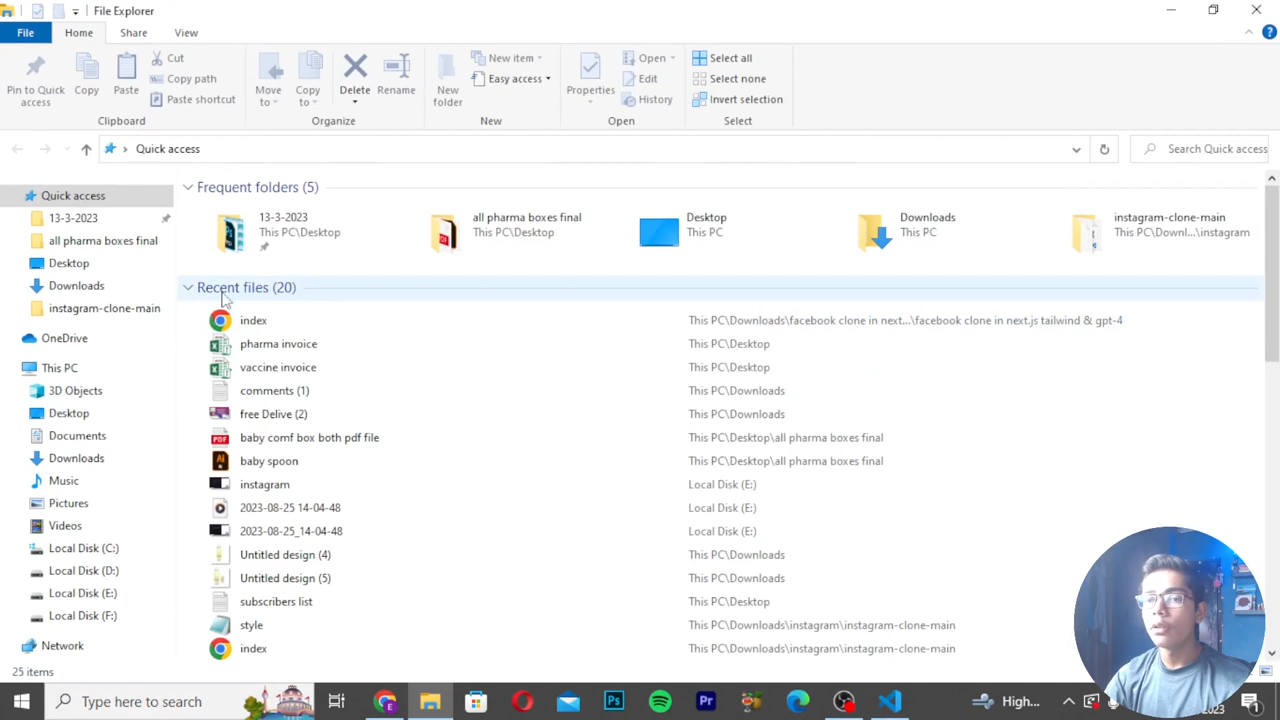 File Explorer
File Home Share View
Pin to Quick access
Copy
Paste
Cut
Copy path
Paste shortcut
Clipboard
Move to
Copy to
Delete
Rename
Organize
New folder
New item
Easy access
New
Properties
Open
Edit
History
Open
Select all
Select none
Invert selection
Select
Quick access
Search Quick access
Quick access
13-3-2023
all pharma boxes final
Desktop
Downloads
instagram-clone-main
OneDrive
This PC
3D Objects
Desktop
Documents
Downloads
Music
Pictures
Videos
Local Disk (C:)
Local Disk (D:)
Local Disk (E:)
Local Disk (F:)
Network
Frequent folders (5)
13-3-2023
This PC\Desktop
all pharma boxes final
This PC\Desktop
Desktop
This PC
Downloads
This PC
instagram-clone-main
This PC\Downl...\instagram
Recent files (20)
index This PC\Downloads\facebook clone in next...\facebook clone in next.js tailwind & gpt-4
pharma invoice This PC\Desktop
vaccine invoice This PC\Desktop
comments (1) This PC\Downloads
free Delive (2) This PC\Downloads
baby comf box both pdf file This PC\Desktop\all pharma boxes final
baby spoon This PC\Desktop\all pharma boxes final
instagram Local Disk (E:)
2023-08-25 14-04-48 Local Disk (E:)
2023-08-25_14-04-48 Local Disk (E:)
Untitled design (4) This PC\Downloads
Untitled design (5) This PC\Downloads
subscribers list This PC\Desktop
style This PC\Downloads\instagram\instagram-clone-main
index This PC\Downloads\instagram\instagram-clone-main
25 items
Type here to search
High...